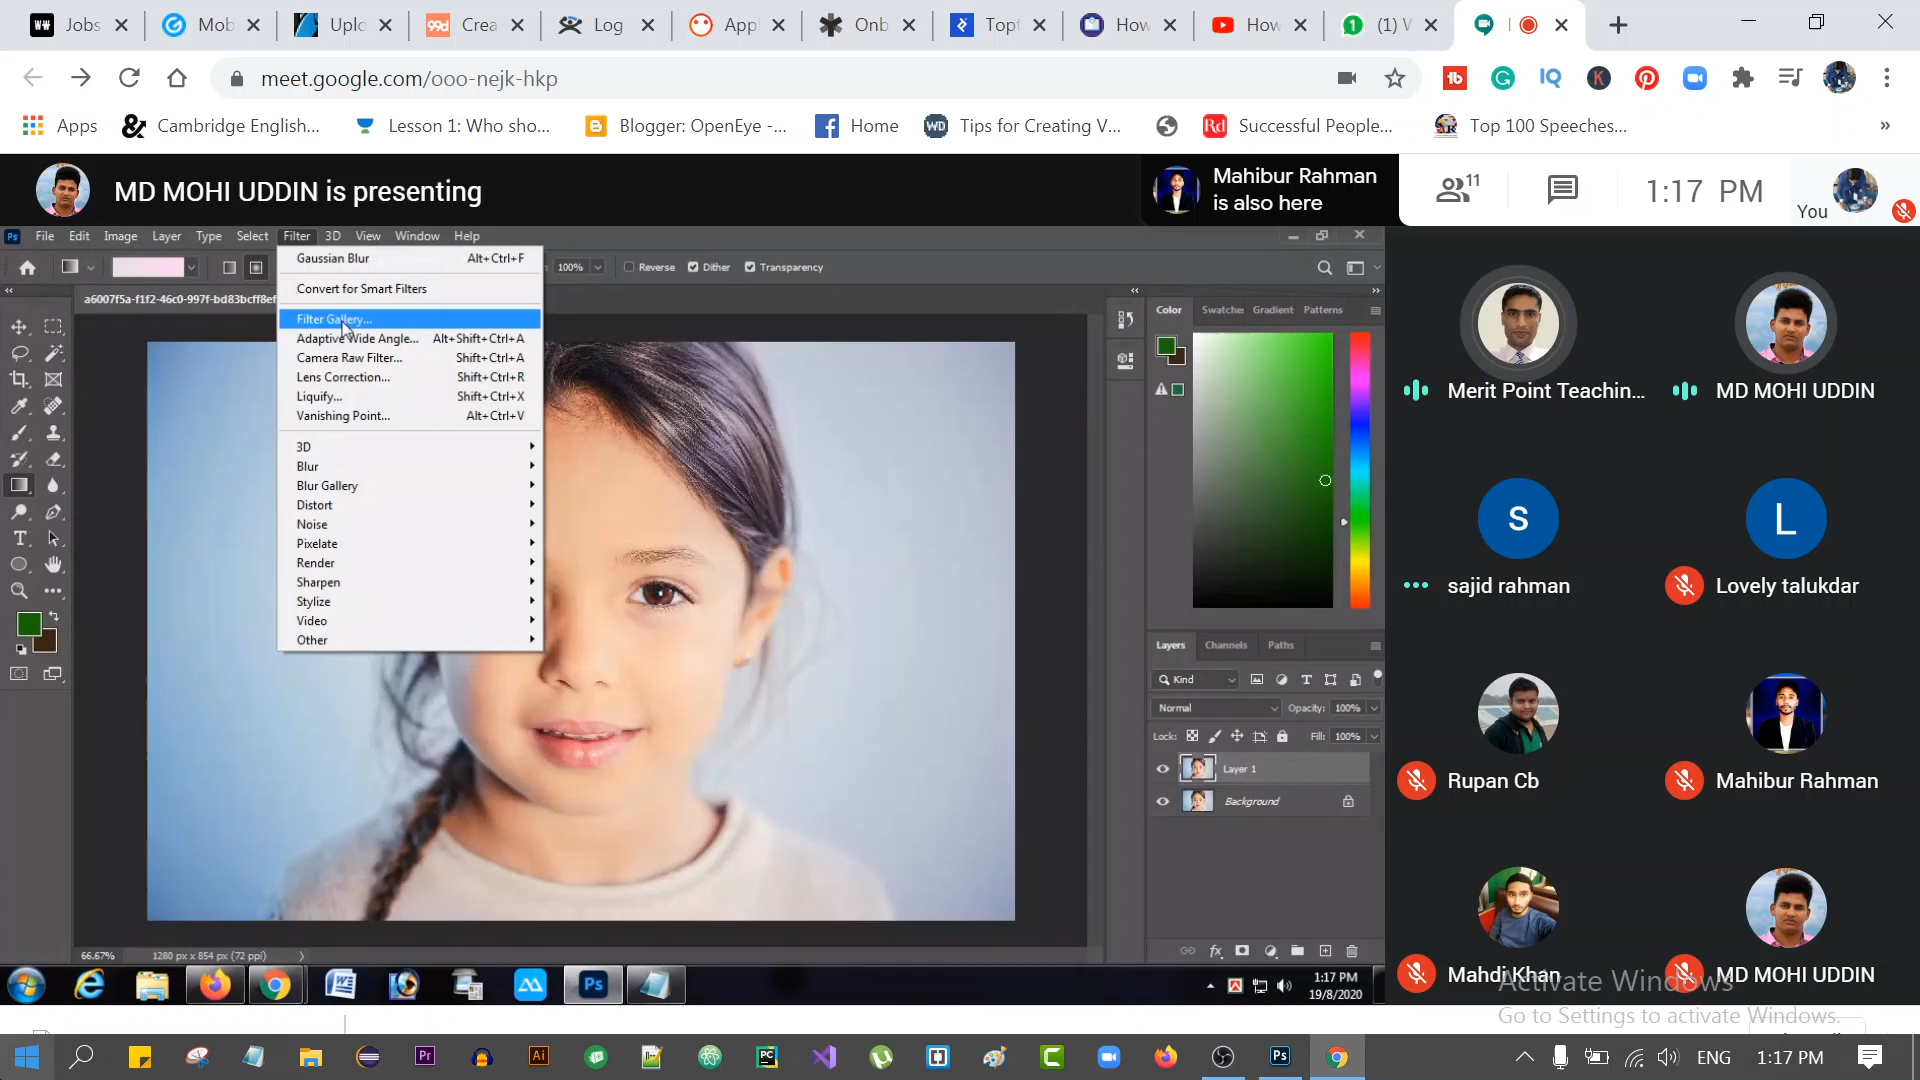 Jobs
Mob
Uplo
Crea
Log
Appl
Onb
Topt
How
How
(1) W
meet.google.com/ooo-nejk-hkp
Apps
Cambridge English...
Lesson 1: Who sho...
Blogger: OpenEye -...
Home
Tips for Creating V...
Successful People...
Top 100 Speeches...
MD MOHI UDDIN is presenting
Mahibur Rahman
is also here
11
1:17 PM
You
Ps File Edit Image Layer Type Select Filter 3D View Window Help
100% Reverse Dither Transparency
a6007f5a-f1f2-46c0-997f-bd83bcff8ef
Gaussian Blur Alt+Ctrl+F
Convert for Smart Filters
Filter Gallery...
Adaptive Wide Angle... Alt+Shift+Ctrl+A
Camera Raw Filter... Shift+Ctrl+A
Lens Correction... Shift+Ctrl+R
Liquify... Shift+Ctrl+X
Vanishing Point... Alt+Ctrl+V
3D
Blur
Blur Gallery
Distort
Noise
Pixelate
Render
Sharpen
Stylize
Video
Other
Color Swatches Gradient Patterns
Layers Channels Paths
Kind
Normal Opacity: 100%
Lock: Fill: 100%
Layer 1
Background
66.67% 1280 px x 854 px (72 ppi)
1:17 PM
19/8/2020
Merit Point Teachin...
MD MOHI UDDIN
S
sajid rahman
L
Lovely talukdar
Rupan Cb
Mahibur Rahman
Mahdi Khan
MD MOHI UDDIN
Activate Windows
Go to Settings to activate Windows.
ENG 1:17 PM